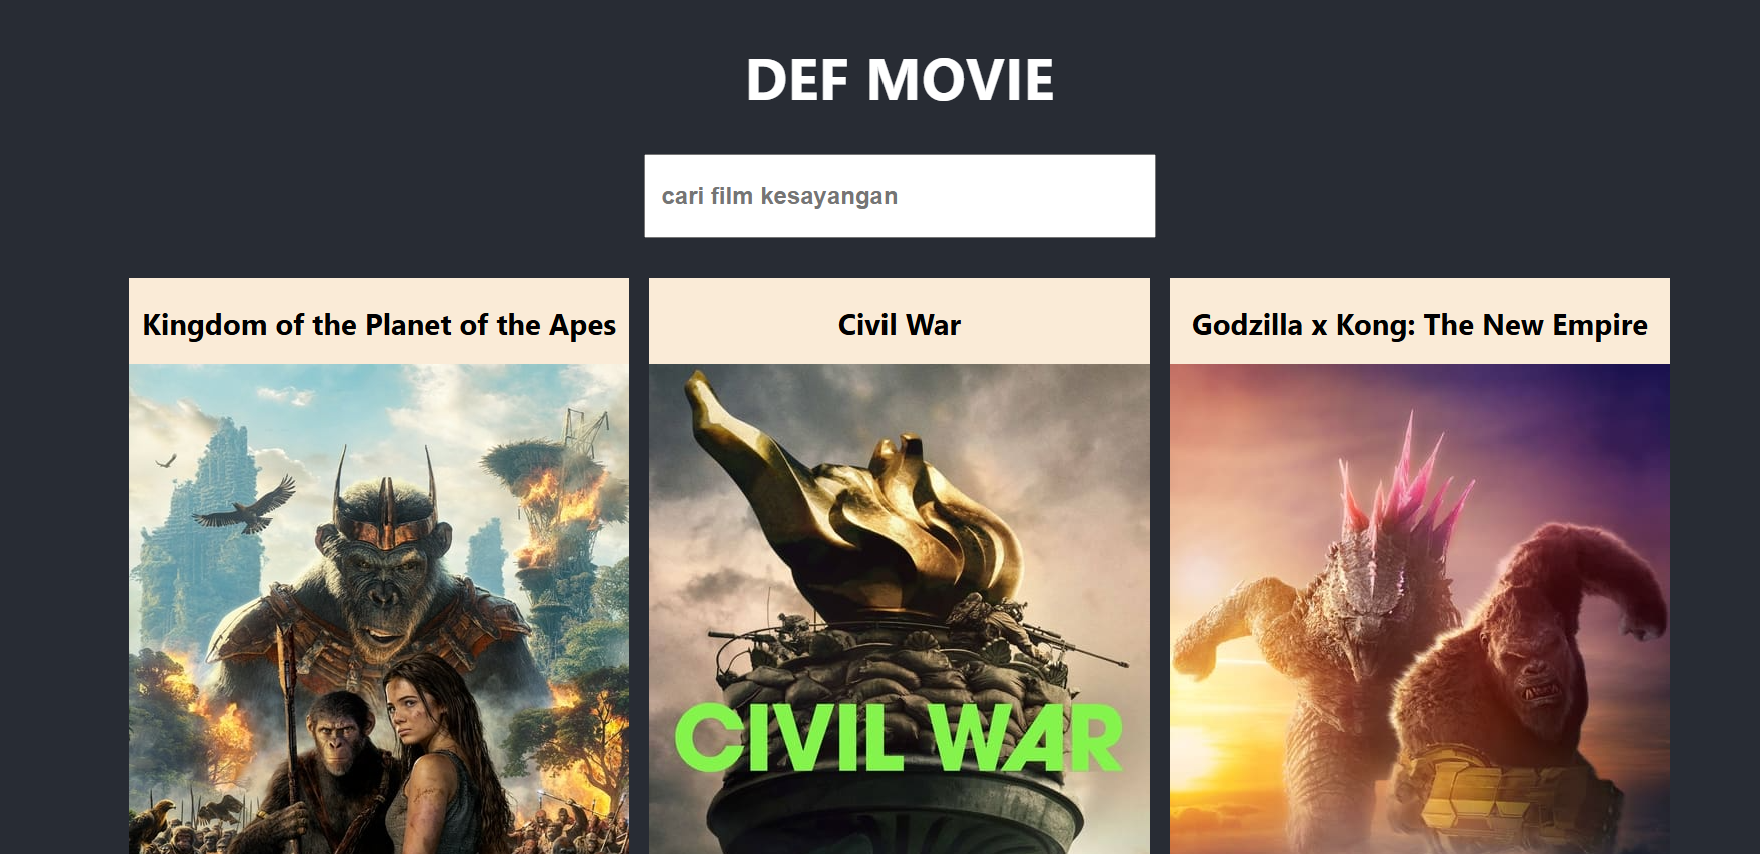 DEF MOVIE
cari film kesayangan
Kingdom of the Planet of the Apes
Civil War
Godzilla x Kong: The New Empire
CIVIL WAR